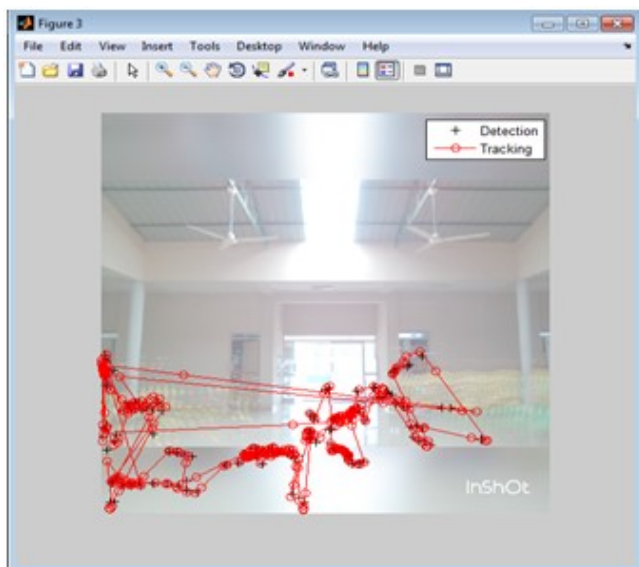 Figure 3
File Edit View Insert Tools Desktop Window Help
Detection
Tracking
InShOt